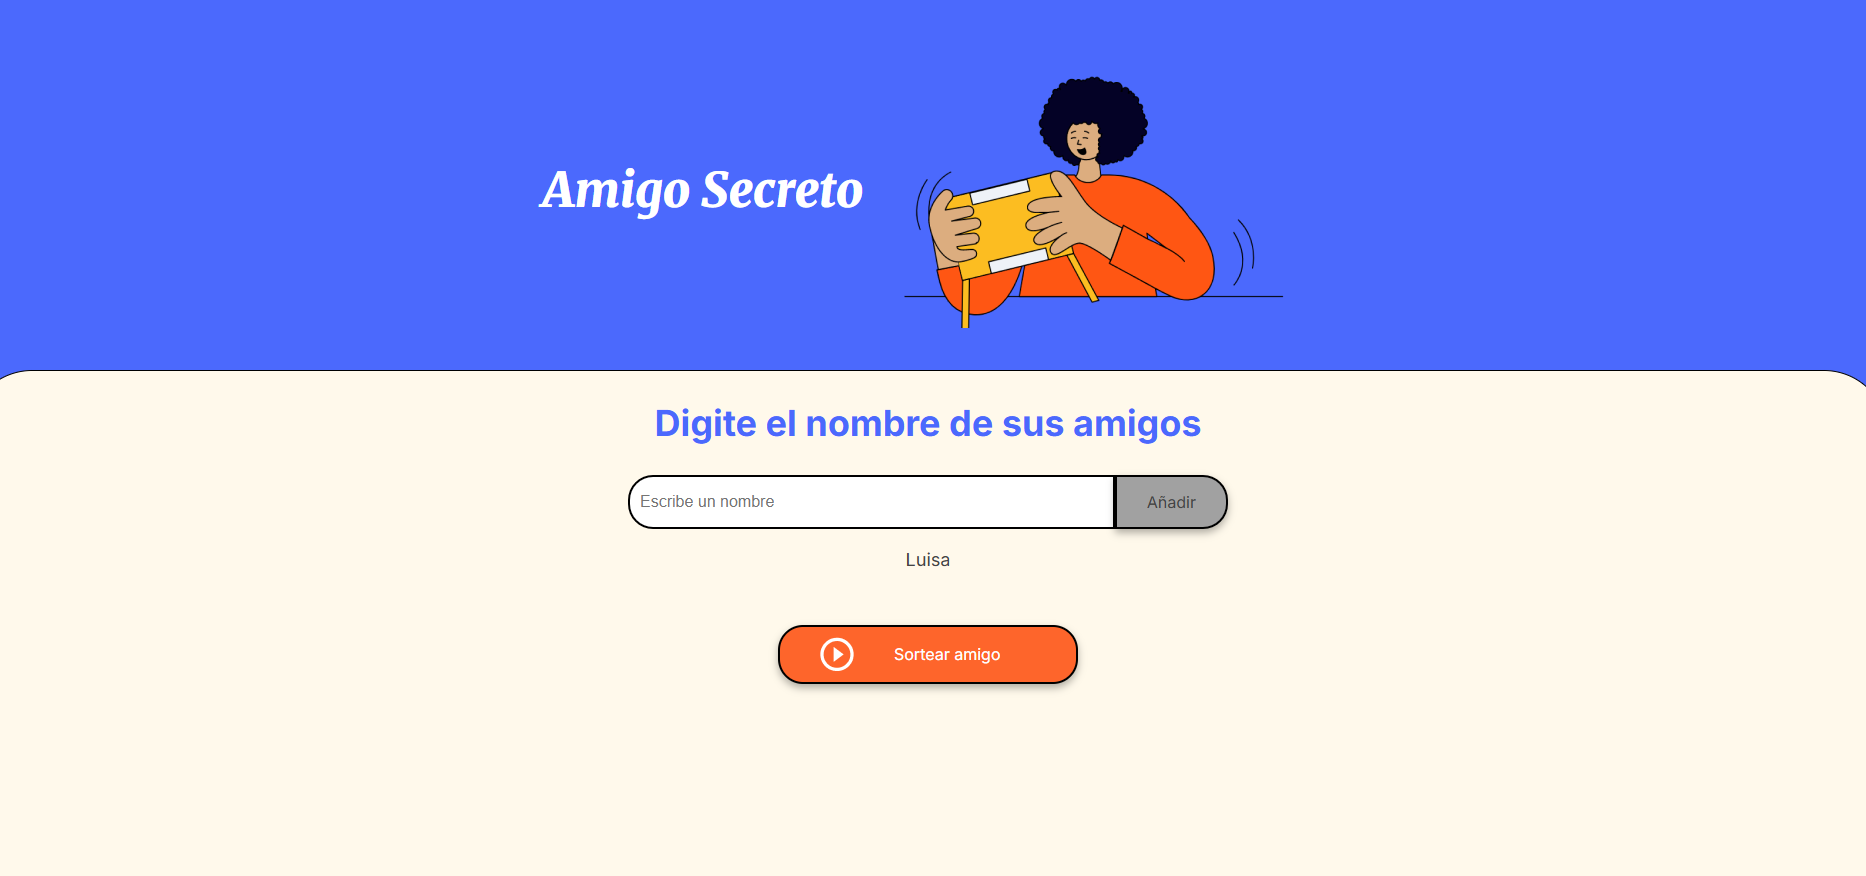 Amigo Secreto
Digite el nombre de sus amigos
Escribe un nombre
Añadir
Luisa
Sortear amigo